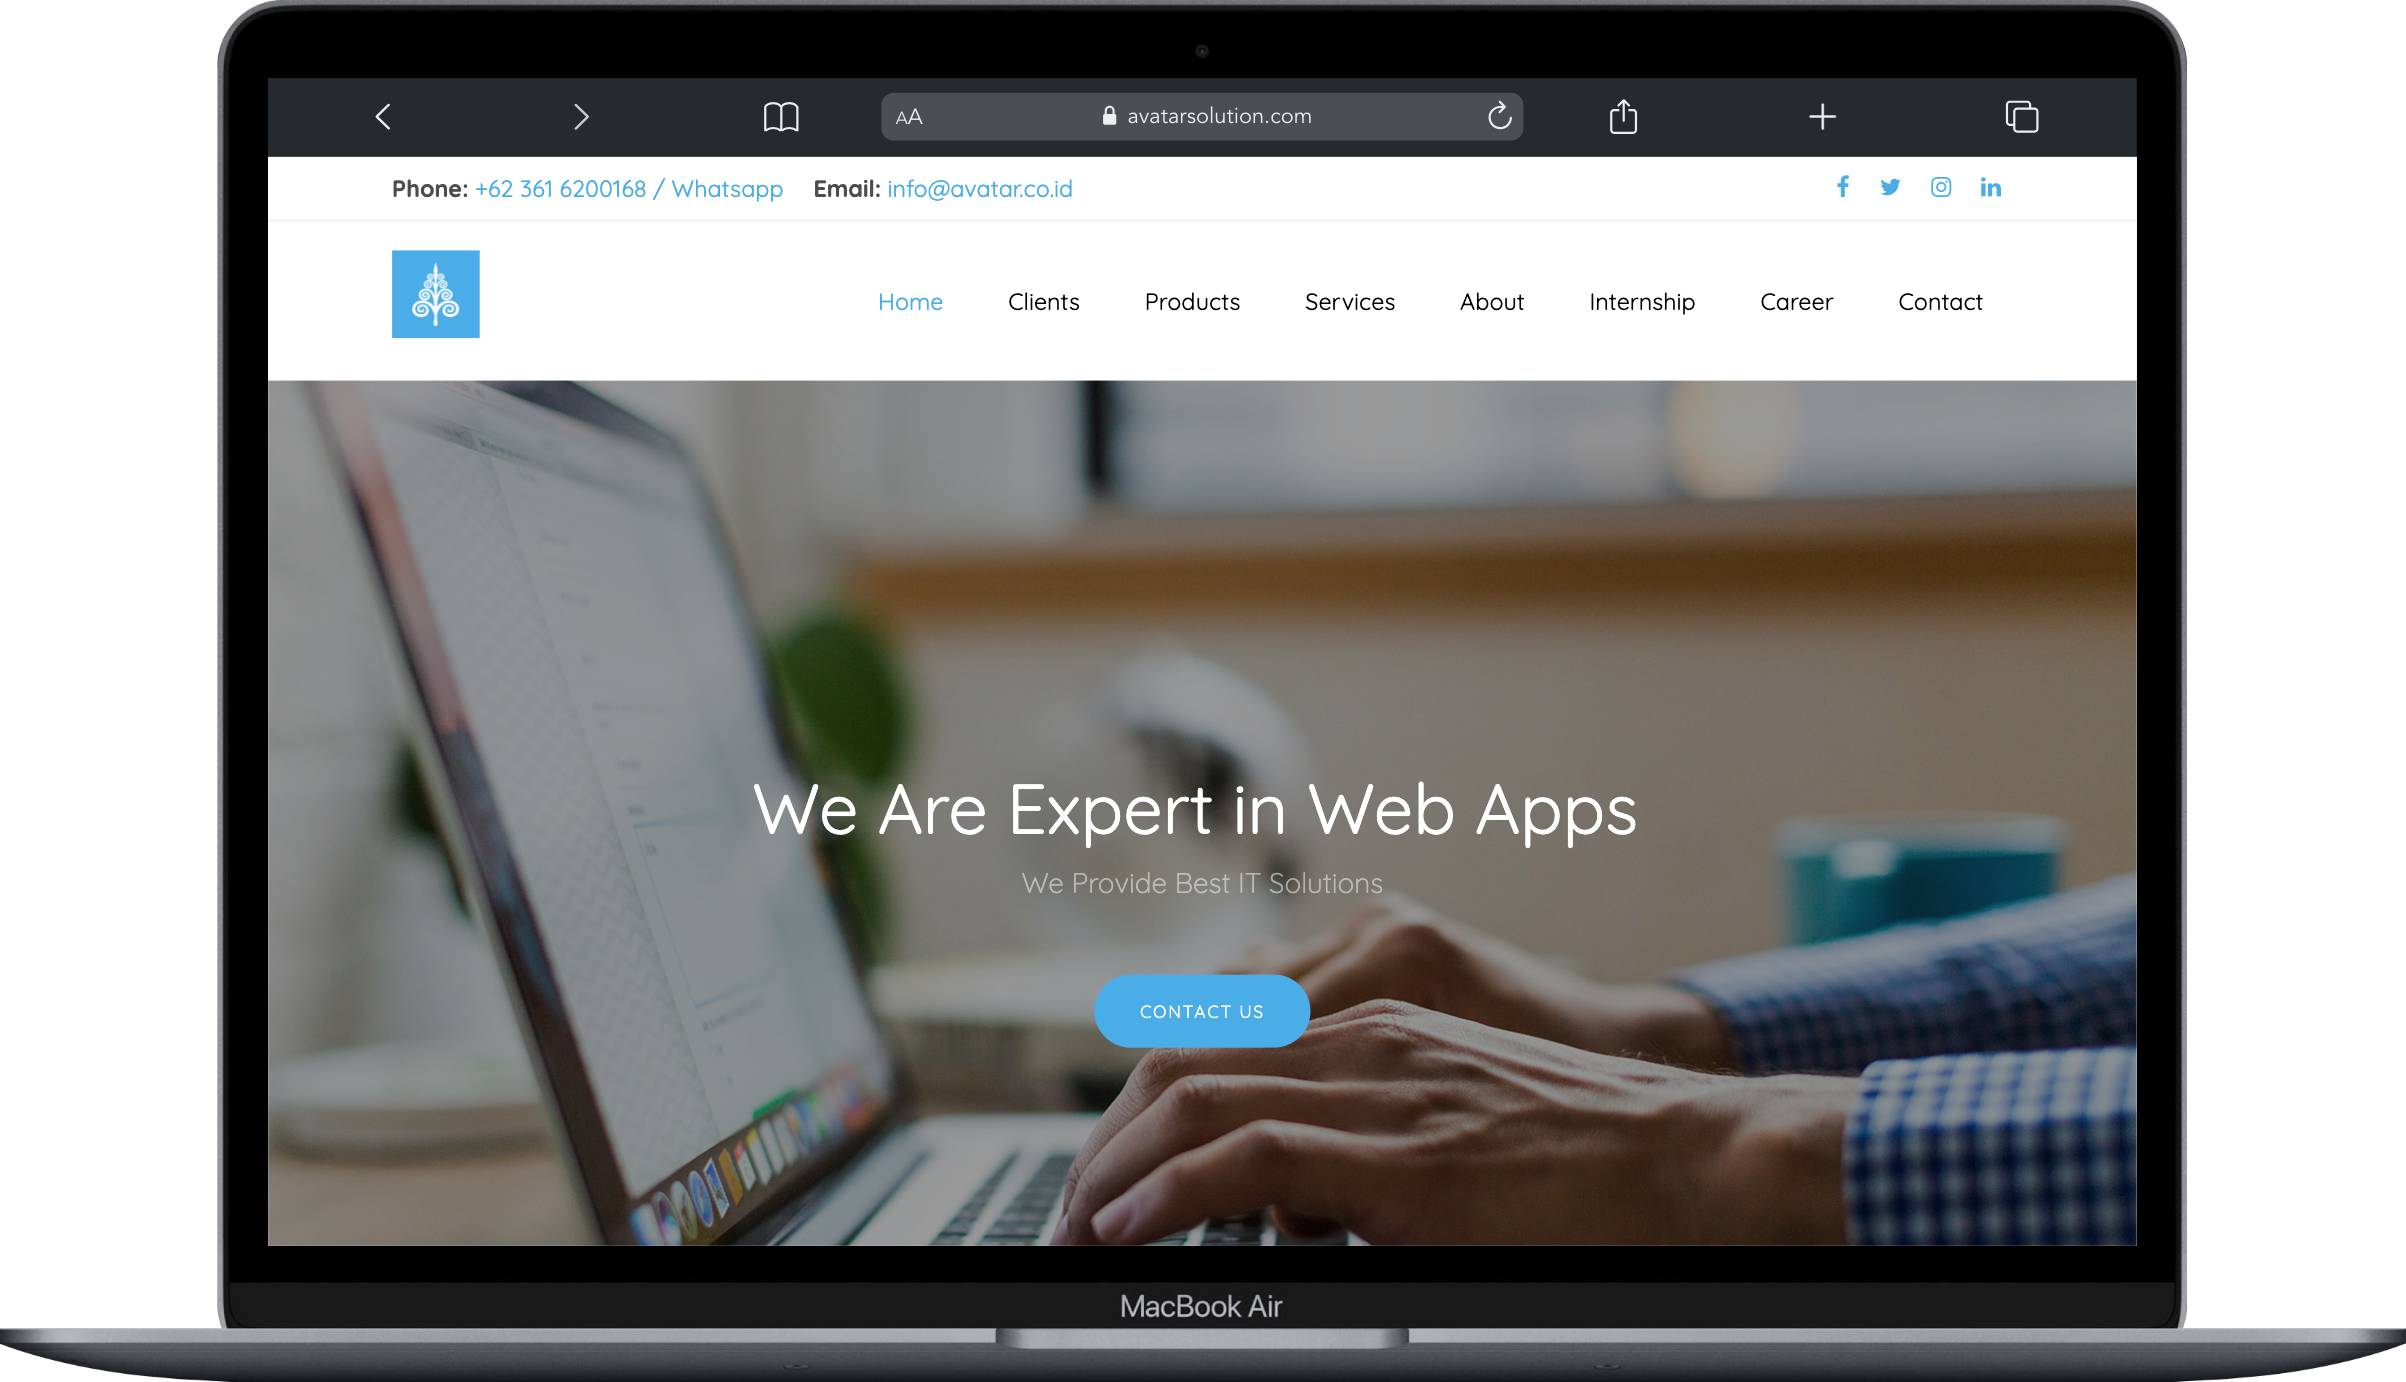 AA avatarsolution.com
Phone: +62 361 6200168 / Whatsapp Email: info@avatar.co.id
Home Clients Products Services About Internship Career Contact
We Are Expert in Web Apps
We Provide Best IT Solutions
CONTACT US
MacBook Air